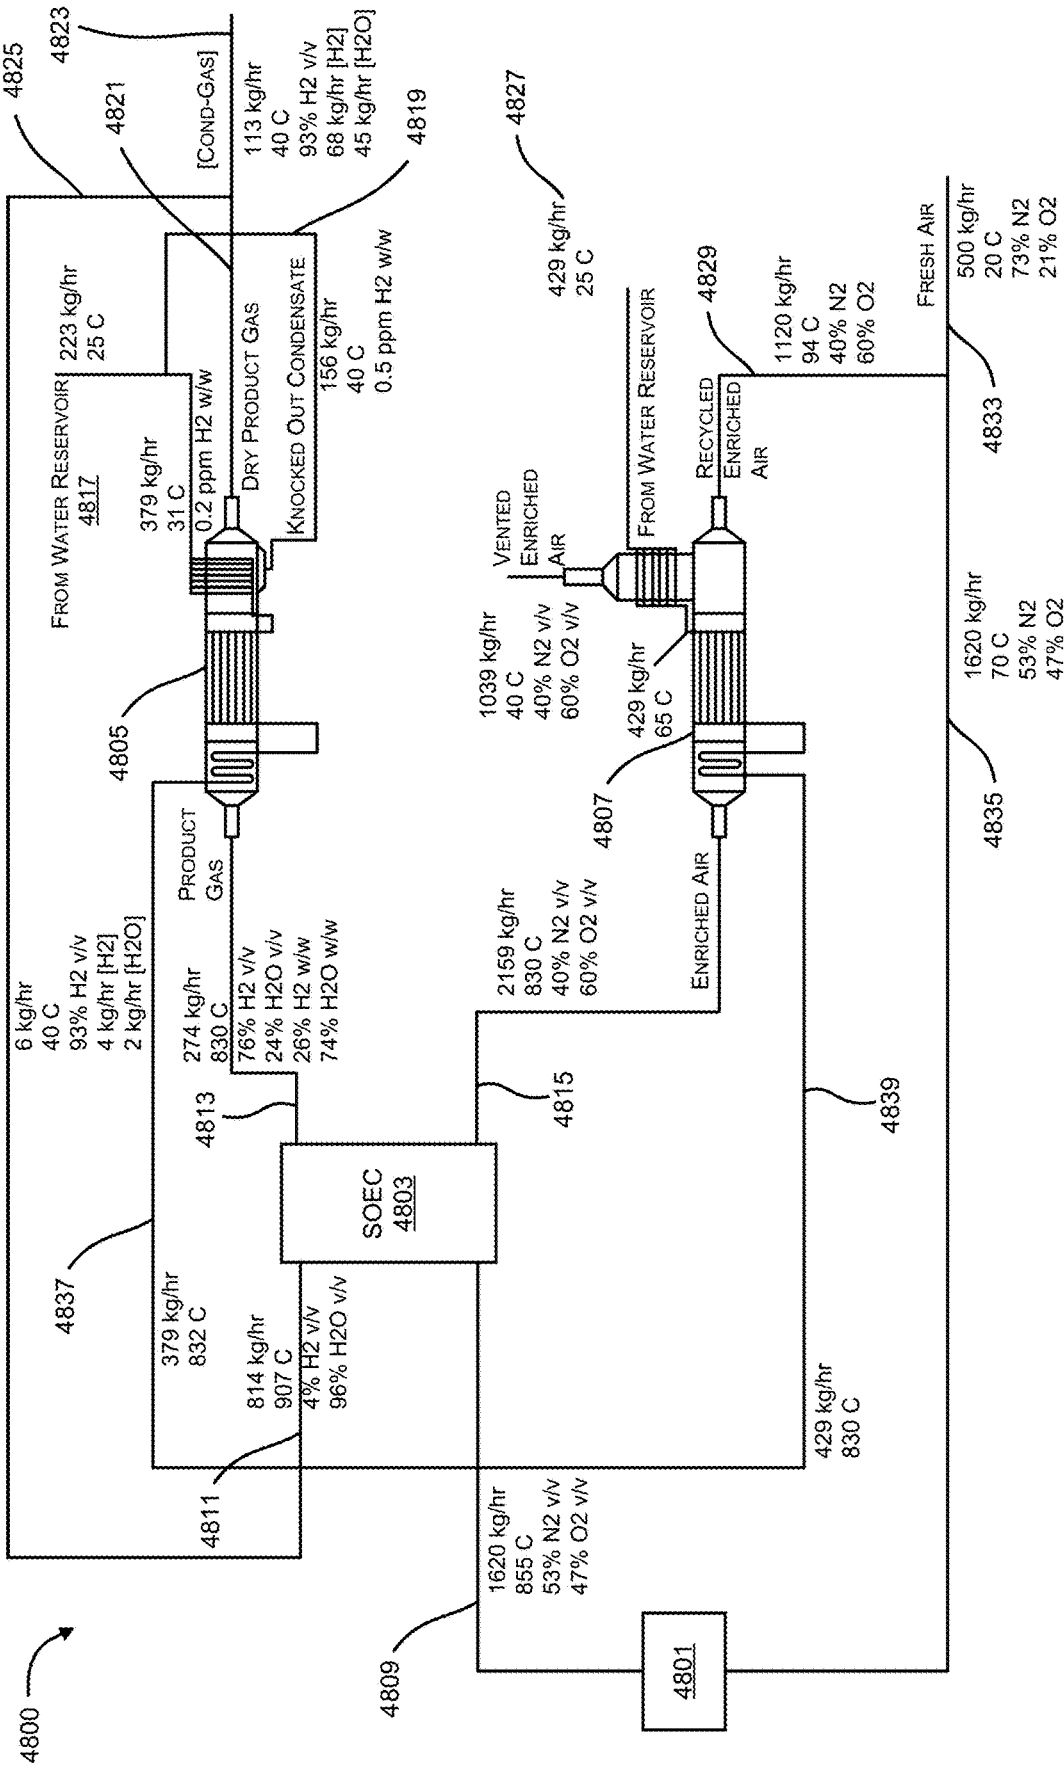 4800
6 kg/hr
40 C
93% H2 v/v
4 kg/hr [H2]
2 kg/hr [H2O]
4825
4823
[COND-GAS]
113 kg/hr
40 C
93% H2 v/v
68 kg/hr [H2]
45 kg/hr [H2O]
4821
4819
FROM WATER RESERVOIR
4817
223 kg/hr
25 C
379 kg/hr
31 C
0.2 ppm H2 w/w
DRY PRODUCT GAS
KNOCKED OUT CONDENSATE
156 kg/hr
40 C
0.5 ppm H2 w/w
4805
PRODUCT
GAS
274 kg/hr
830 C
76% H2 v/v
24% H2O v/v
26% H2 w/w
74% H2O w/w
4813
4837
379 kg/hr
832 C
814 kg/hr
907 C
4% H2 v/v
96% H2O v/v
4811
SOEC
4803
4815
2159 kg/hr
830 C
40% N2 v/v
60% O2 v/v
ENRICHED AIR
4807
429 kg/hr
65 C
1039 kg/hr
40 C
40% N2 v/v
60% O2 v/v
VENTED
ENRICHED
AIR
FROM WATER RESERVOIR
429 kg/hr
25 C
4827
RECYCLED
ENRICHED
AIR
4829
1120 kg/hr
94 C
40% N2
60% O2
FRESH AIR
500 kg/hr
20 C
73% N2
21% O2
4833
1620 kg/hr
70 C
53% N2
47% O2
4835
4839
429 kg/hr
830 C
1620 kg/hr
855 C
53% N2 v/v
47% O2 v/v
4809
4801